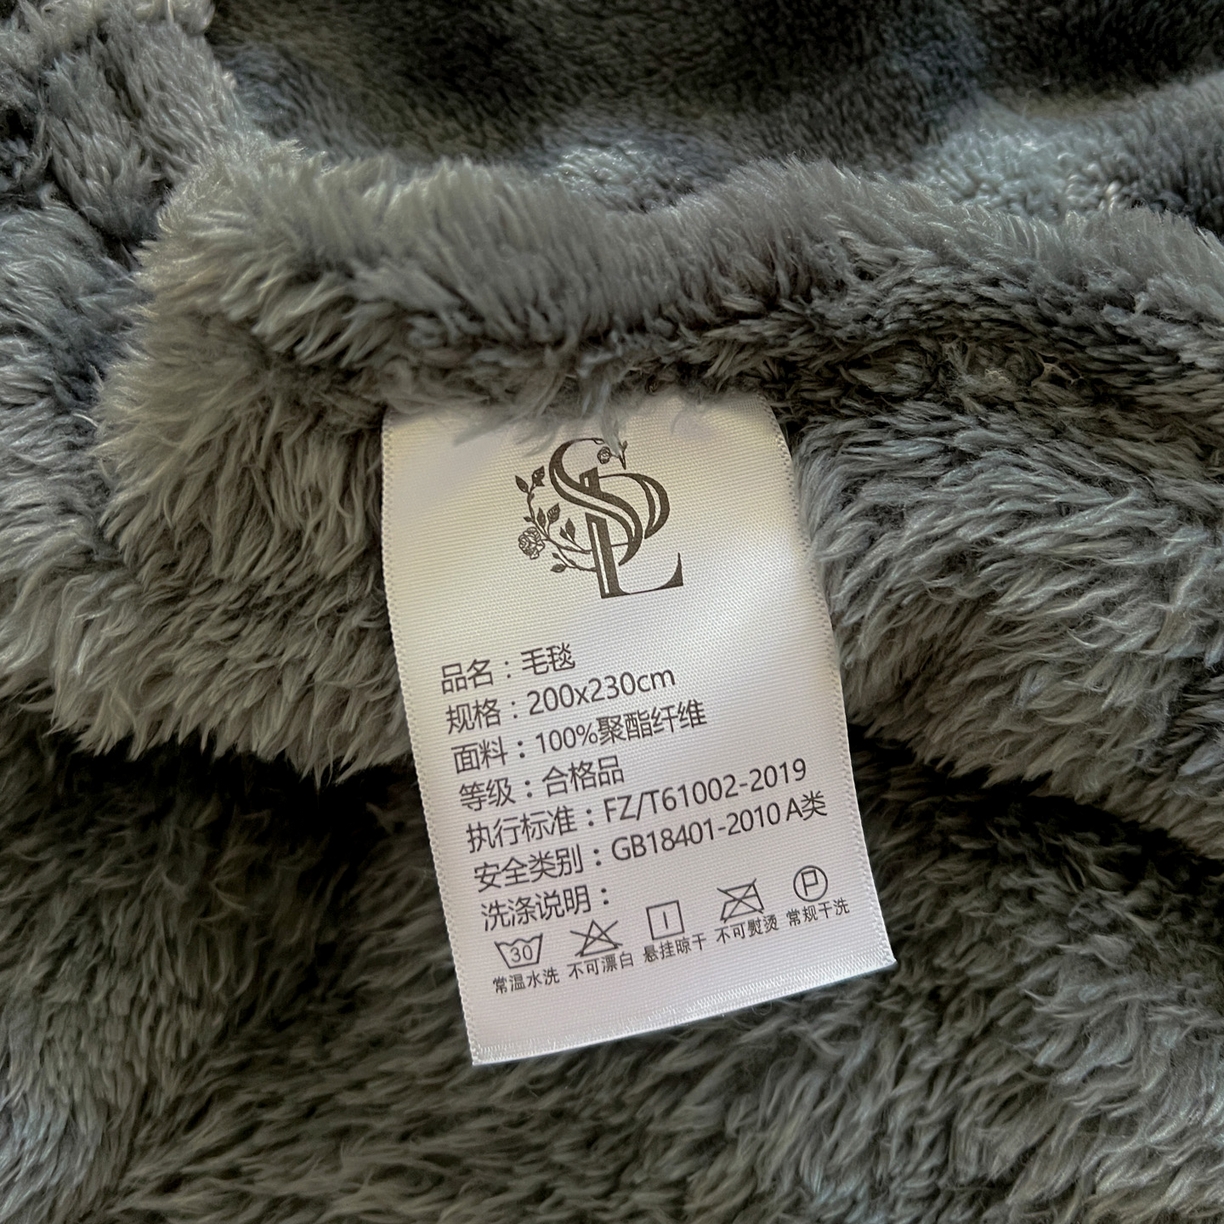 SPL
品名：毛毯
规格：200x230cm
面料：100%聚酯纤维
等级：合格品
执行标准：FZ/T61002-2019
安全类别：GB18401-2010 A类
洗涤说明：
30 P
常温水洗 不可漂白 悬挂晾干 不可熨烫 常规干洗